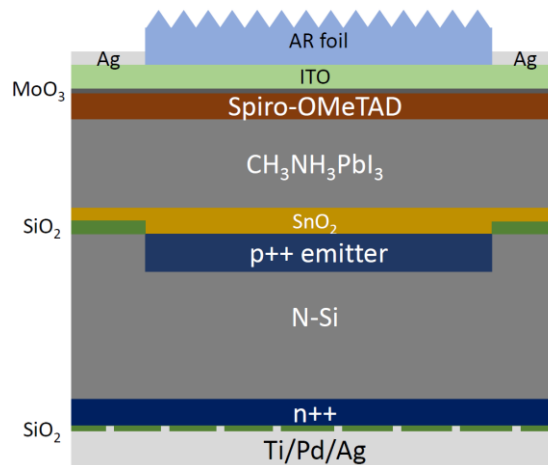 AR foil
Ag
Ag
ITO
MoO₃
Spiro-OMeTAD
CH₃NH₃PbI₃
SiO₂
SnO₂
p++ emitter
N-Si
n++
SiO₂
Ti/Pd/Ag